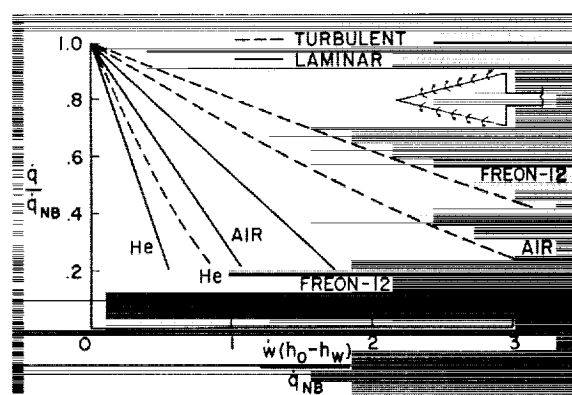 1.0
--- TURBULENT
— LAMINAR
.8
.6
FREON-12
q̇
q̇NB
.4
He
AIR
AIR
He
.2
FREON-12
0
1
2
3
ẇ(hO-hW)
q̇NB